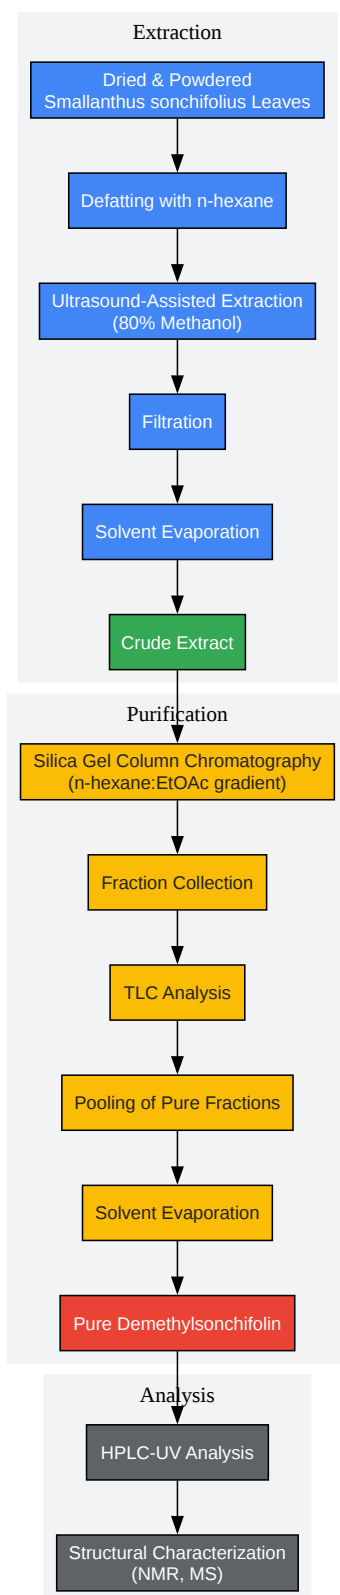 Extraction
Dried & Powdered
Smallanthus sonchifolius Leaves
Defatting with n-hexane
Ultrasound-Assisted Extraction
(80% Methanol)
Filtration
Solvent Evaporation
Crude Extract
Purification
Silica Gel Column Chromatography
(n-hexane:EtOAc gradient)
Fraction Collection
TLC Analysis
Pooling of Pure Fractions
Solvent Evaporation
Pure Demethylsonchifolin
Analysis
HPLC-UV Analysis
Structural Characterization
(NMR, MS)